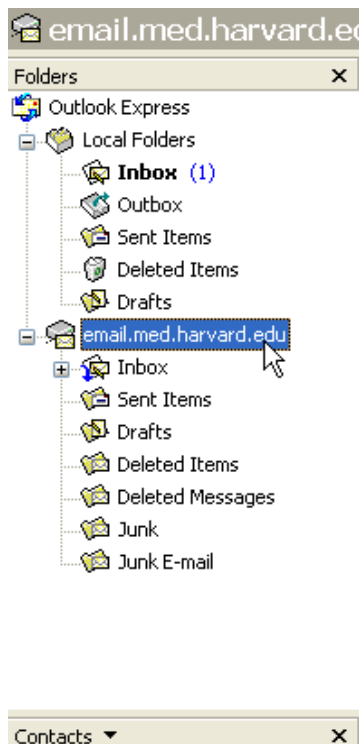 email.med.harvard.ed
Folders
Outlook Express
Local Folders
Inbox (1)
Outbox
Sent Items
Deleted Items
Drafts
email.med.harvard.edu
Inbox
Sent Items
Drafts
Deleted Items
Deleted Messages
Junk
Junk E-mail
Contacts